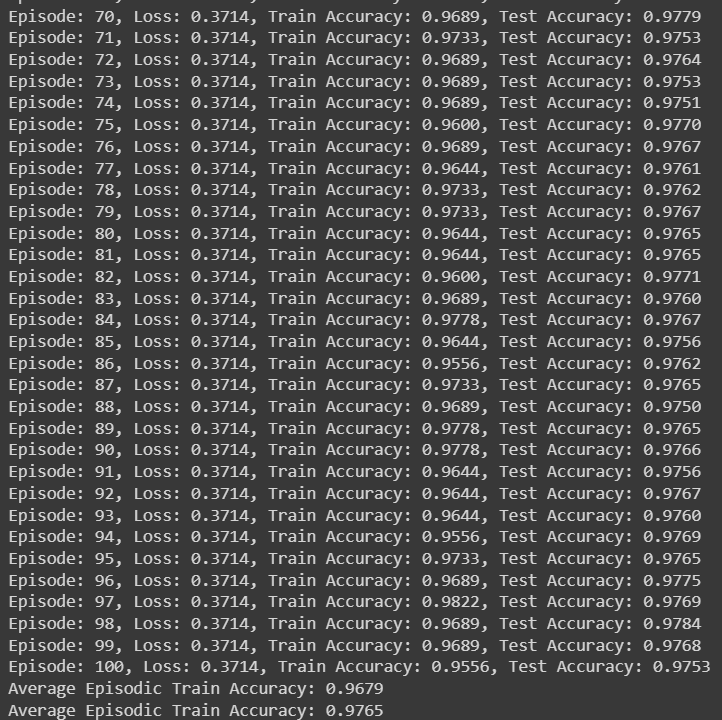 Episode: 70, Loss: 0.3714, Train Accuracy: 0.9689, Test Accuracy: 0.9779
Episode: 71, Loss: 0.3714, Train Accuracy: 0.9733, Test Accuracy: 0.9753
Episode: 72, Loss: 0.3714, Train Accuracy: 0.9689, Test Accuracy: 0.9764
Episode: 73, Loss: 0.3714, Train Accuracy: 0.9689, Test Accuracy: 0.9753
Episode: 74, Loss: 0.3714, Train Accuracy: 0.9689, Test Accuracy: 0.9751
Episode: 75, Loss: 0.3714, Train Accuracy: 0.9600, Test Accuracy: 0.9770
Episode: 76, Loss: 0.3714, Train Accuracy: 0.9689, Test Accuracy: 0.9767
Episode: 77, Loss: 0.3714, Train Accuracy: 0.9644, Test Accuracy: 0.9761
Episode: 78, Loss: 0.3714, Train Accuracy: 0.9733, Test Accuracy: 0.9762
Episode: 79, Loss: 0.3714, Train Accuracy: 0.9733, Test Accuracy: 0.9767
Episode: 80, Loss: 0.3714, Train Accuracy: 0.9644, Test Accuracy: 0.9765
Episode: 81, Loss: 0.3714, Train Accuracy: 0.9644, Test Accuracy: 0.9765
Episode: 82, Loss: 0.3714, Train Accuracy: 0.9600, Test Accuracy: 0.9771
Episode: 83, Loss: 0.3714, Train Accuracy: 0.9689, Test Accuracy: 0.9760
Episode: 84, Loss: 0.3714, Train Accuracy: 0.9778, Test Accuracy: 0.9767
Episode: 85, Loss: 0.3714, Train Accuracy: 0.9644, Test Accuracy: 0.9756
Episode: 86, Loss: 0.3714, Train Accuracy: 0.9556, Test Accuracy: 0.9762
Episode: 87, Loss: 0.3714, Train Accuracy: 0.9733, Test Accuracy: 0.9765
Episode: 88, Loss: 0.3714, Train Accuracy: 0.9689, Test Accuracy: 0.9750
Episode: 89, Loss: 0.3714, Train Accuracy: 0.9778, Test Accuracy: 0.9765
Episode: 90, Loss: 0.3714, Train Accuracy: 0.9778, Test Accuracy: 0.9766
Episode: 91, Loss: 0.3714, Train Accuracy: 0.9644, Test Accuracy: 0.9756
Episode: 92, Loss: 0.3714, Train Accuracy: 0.9644, Test Accuracy: 0.9767
Episode: 93, Loss: 0.3714, Train Accuracy: 0.9644, Test Accuracy: 0.9760
Episode: 94, Loss: 0.3714, Train Accuracy: 0.9556, Test Accuracy: 0.9769
Episode: 95, Loss: 0.3714, Train Accuracy: 0.9733, Test Accuracy: 0.9765
Episode: 96, Loss: 0.3714, Train Accuracy: 0.9689, Test Accuracy: 0.9775
Episode: 97, Loss: 0.3714, Train Accuracy: 0.9822, Test Accuracy: 0.9769
Episode: 98, Loss: 0.3714, Train Accuracy: 0.9689, Test Accuracy: 0.9784
Episode: 99, Loss: 0.3714, Train Accuracy: 0.9689, Test Accuracy: 0.9768
Episode: 100, Loss: 0.3714, Train Accuracy: 0.9556, Test Accuracy: 0.9753
Average Episodic Train Accuracy: 0.9679
Average Episodic Train Accuracy: 0.9765